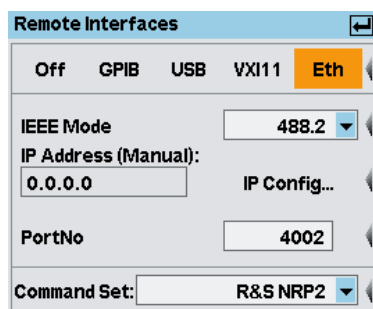 Remote Interfaces
Off GPIB USB VXI11 Eth
IEEE Mode 488.2
IP Addr (Manual):
0.0.0.0 IP Config...
PortNo 4002
Command Set: R&S NRP2